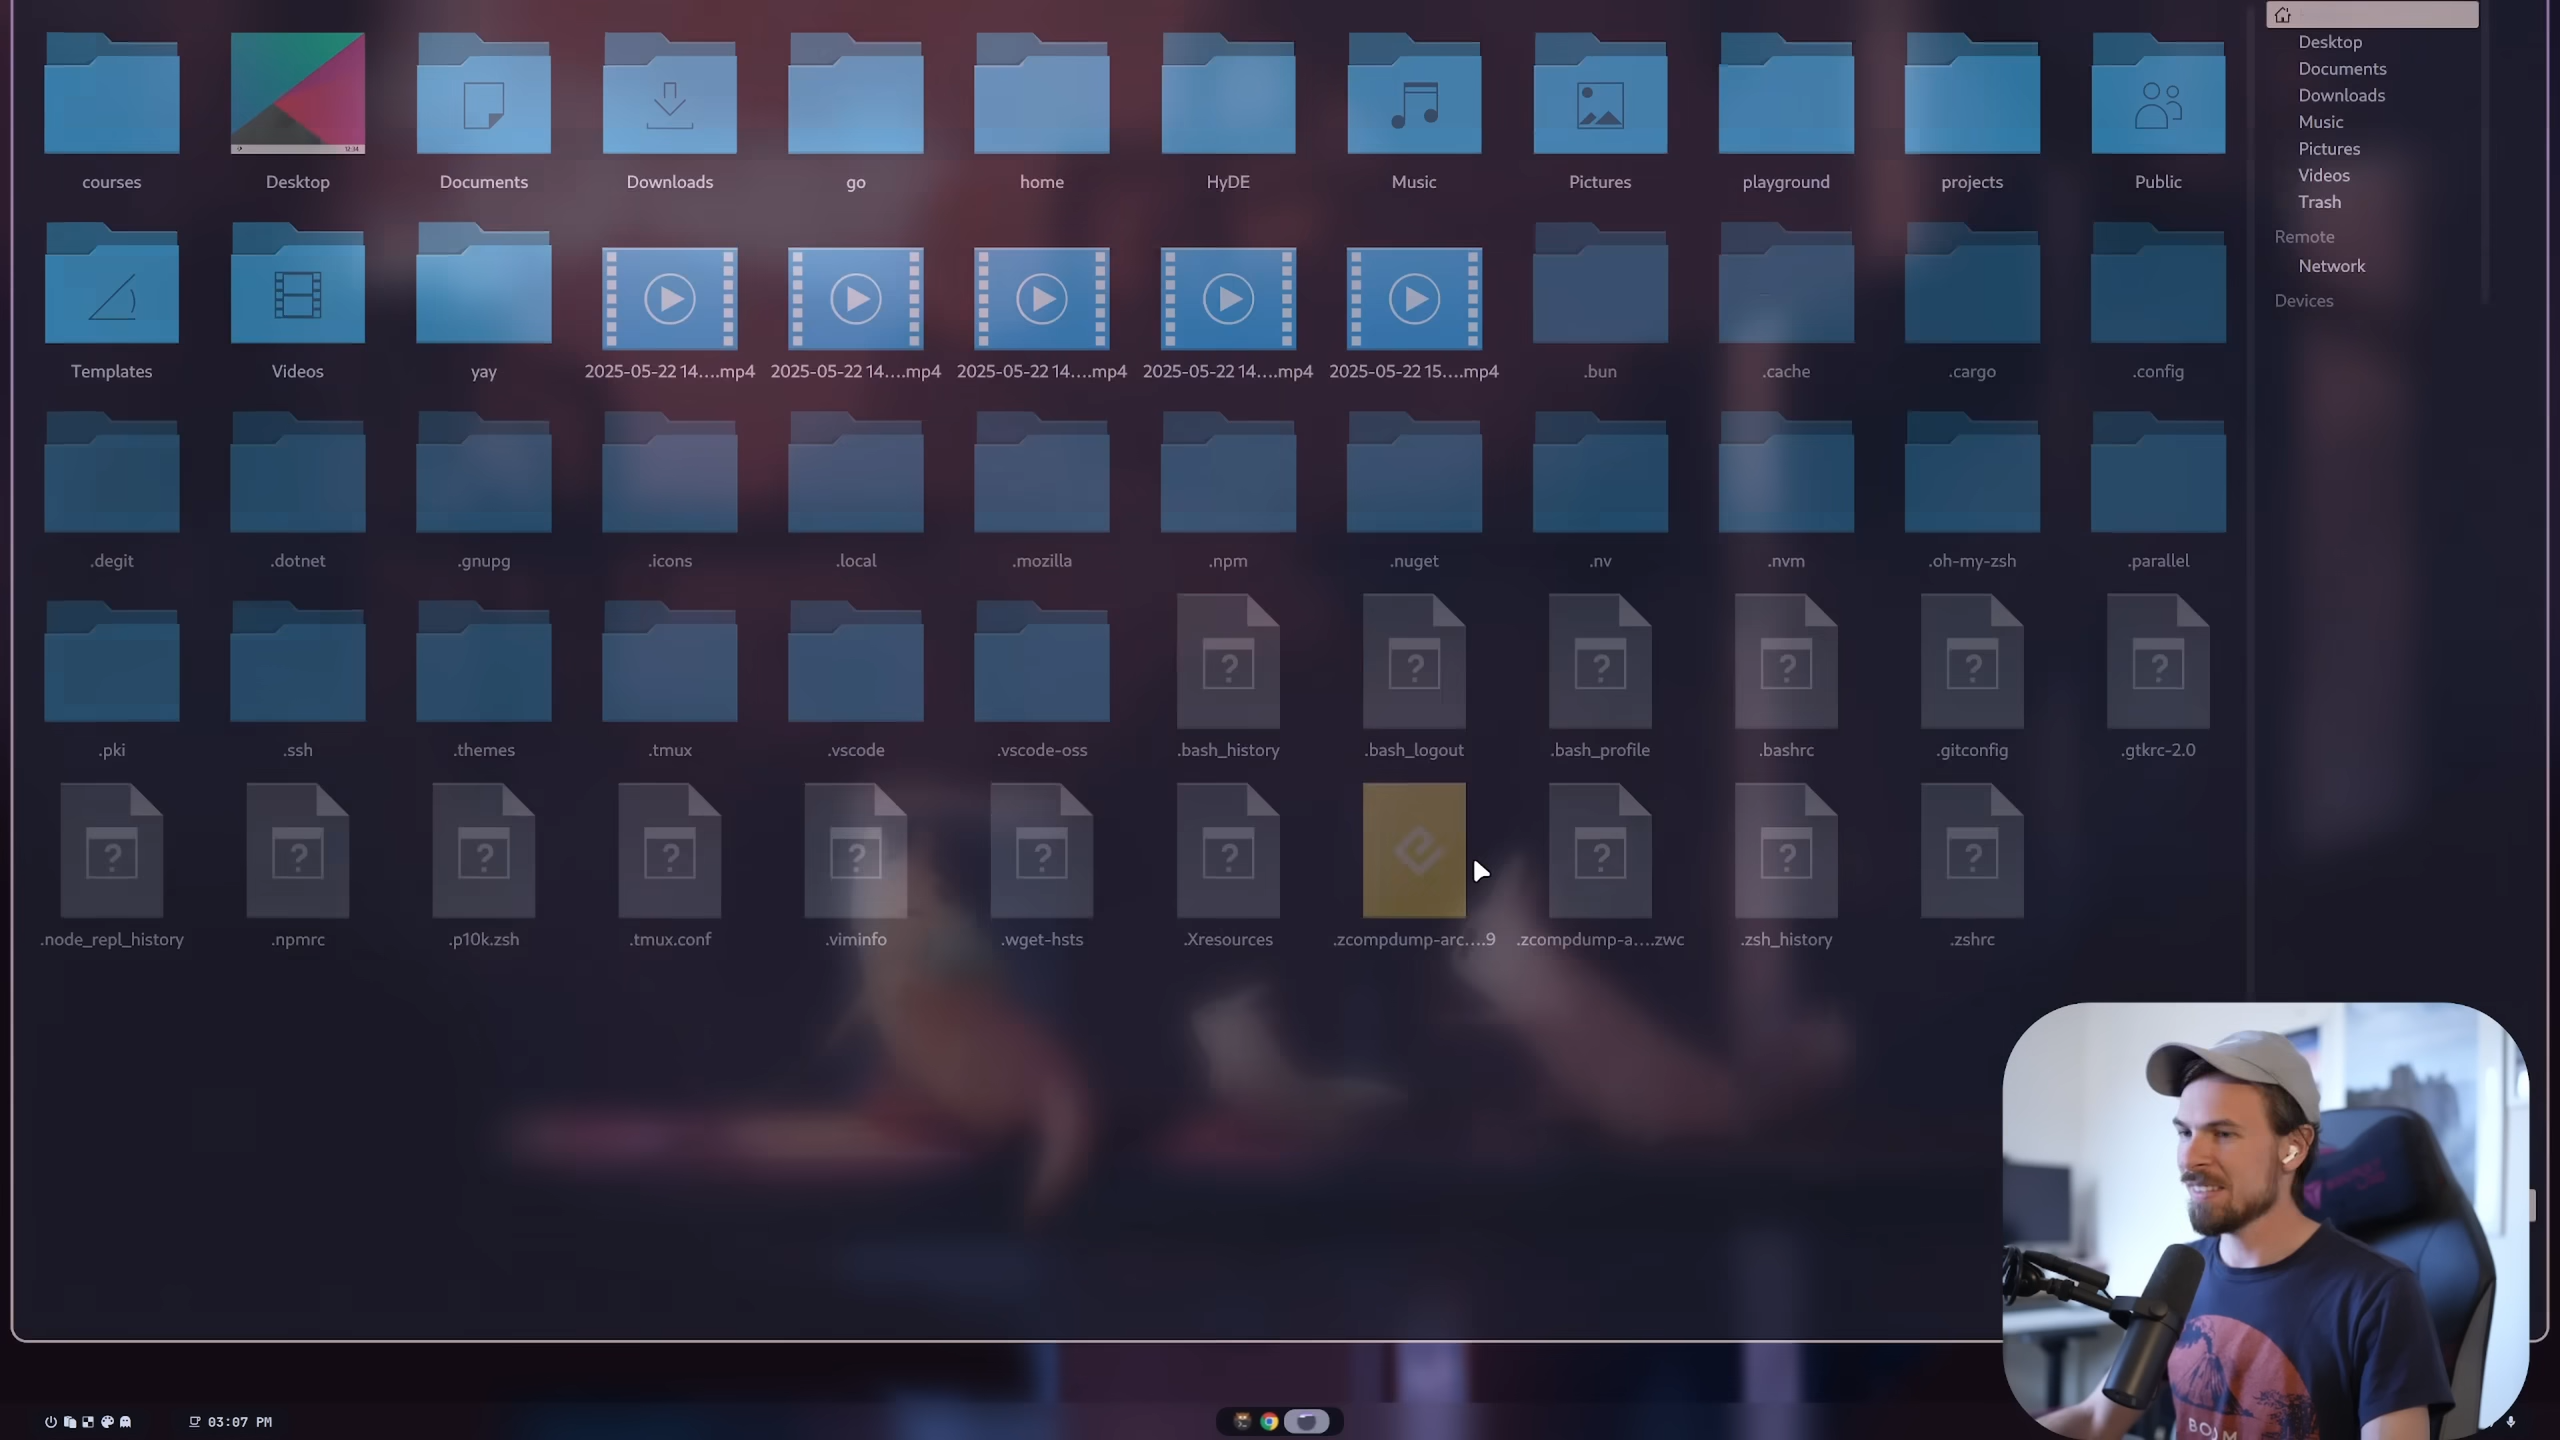 courses
Desktop
Documents
Downloads
go
home
HyDE
Music
Pictures
playground
projects
Public
Templates
Videos
yay
2025-05-22 14....mp4
2025-05-22 14....mp4
2025-05-22 14....mp4
2025-05-22 14....mp4
2025-05-22 15....mp4
.bun
.cache
.cargo
.config
.degit
.dotnet
.gnupg
.icons
.local
.mozilla
.npm
.nuget
.nv
.nvm
.oh-my-zsh
.parallel
.pki
.ssh
.themes
.tmux
.vscode
.vscode-oss
.bash_history
.bash_logout
.bash_profile
.bashrc
.gitconfig
.gtkrc-2.0
.node_repl_history
.npmrc
.p10k.zsh
.tmux.conf
.viminfo
.wget-hsts
.Xresources
.zcompdump-arc....9
.zcompdump-a....zwc
.zsh_history
.zshrc
Desktop
Documents
Downloads
Music
Pictures
Videos
Trash
Remote
Network
Devices
03:07 PM